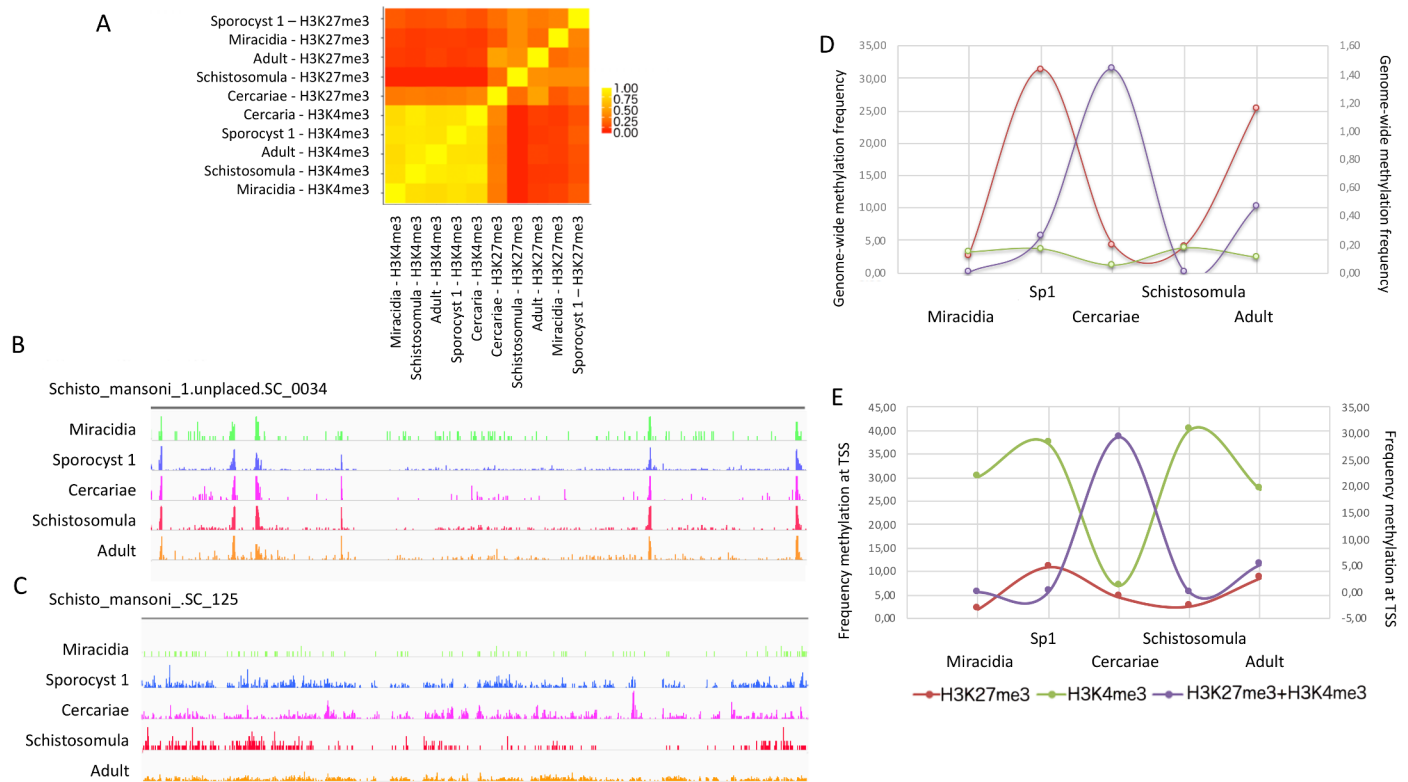 A
Sporocyst 1 – H3K27me3
Miracidia - H3K27me3
Adult - H3K27me3
Schistosomula - H3K27me3
Cercariae - H3K27me3
Cercaria - H3K4me3
Sporocyst 1 - H3K4me3
Adult - H3K4me3
Schistosomula - H3K4me3
Miracidia - H3K4me3
1.00
0.75
0.50
0.25
0.00
Miracidia - H3K4me3
Schistosomula - H3K4me3
Adult - H3K4me3
Sporocyst 1 - H3K4me3
Cercaria - H3K4me3
Cercariae - H3K27me3
Schistosomula - H3K27me3
Adult - H3K27me3
Miracidia - H3K27me3
Sporocyst 1 – H3K27me3
B
Schisto_mansoni_1.unplaced.SC_0034
Miracidia
Sporocyst 1
Cercariae
Schistosomula
Adult
C
Schisto_mansoni_.SC_125
Miracidia
Sporocyst 1
Cercariae
Schistosomula
Adult
D
Genome-wide methylation frequency
35,00
30,00
25,00
20,00
15,00
10,00
5,00
0,00
1,60
1,40
1,20
1,00
0,80
0,60
0,40
0,20
0,00
Genome-wide methylation frequency
Sp1 Schistosomula
Miracidia Cercariae Adult
E
Frequency methylation at TSS
45,00
40,00
35,00
30,00
25,00
20,00
15,00
10,00
5,00
0,00
35,00
30,00
25,00
20,00
15,00
10,00
5,00
0,00
-5,00
Frequency methylation at TSS
Sp1 Schistosomula
Miracidia Cercariae Adult
H3K27me3 H3K4me3 H3K27me3+H3K4me3